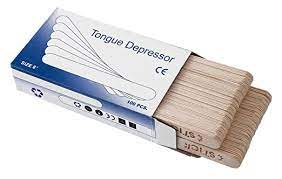 Tongue Depressor
CE
SIZE 6"
100 PCS.